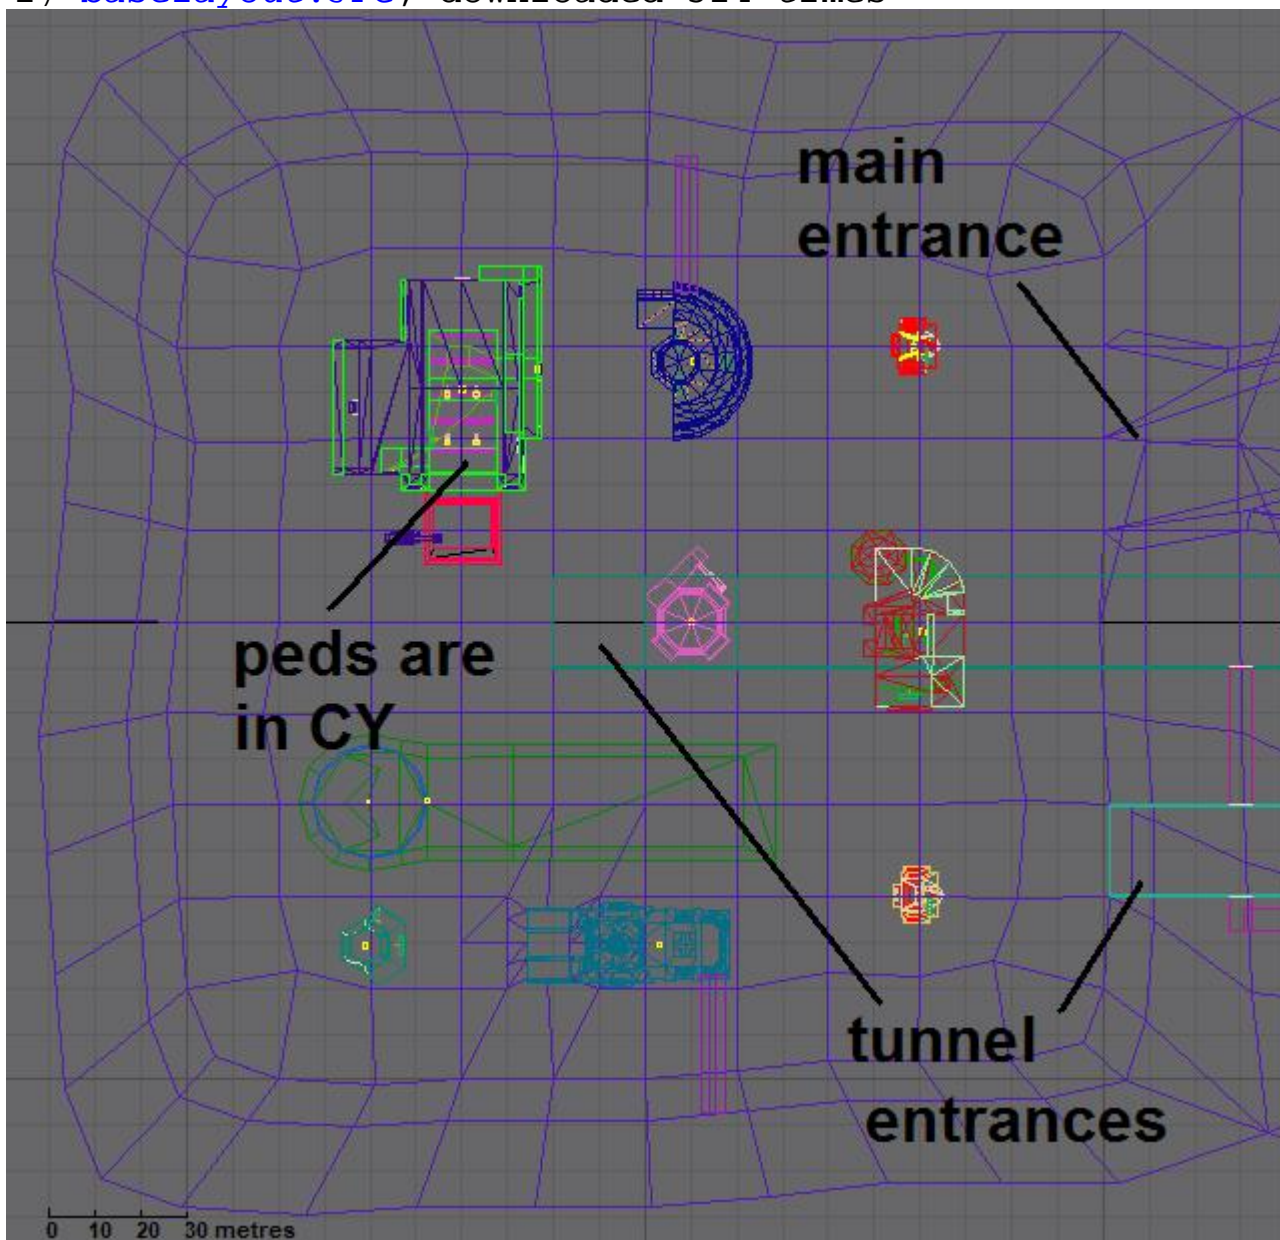 main
entrance
peds are
in CY
tunnel
entrances
0 10 20 30 metres